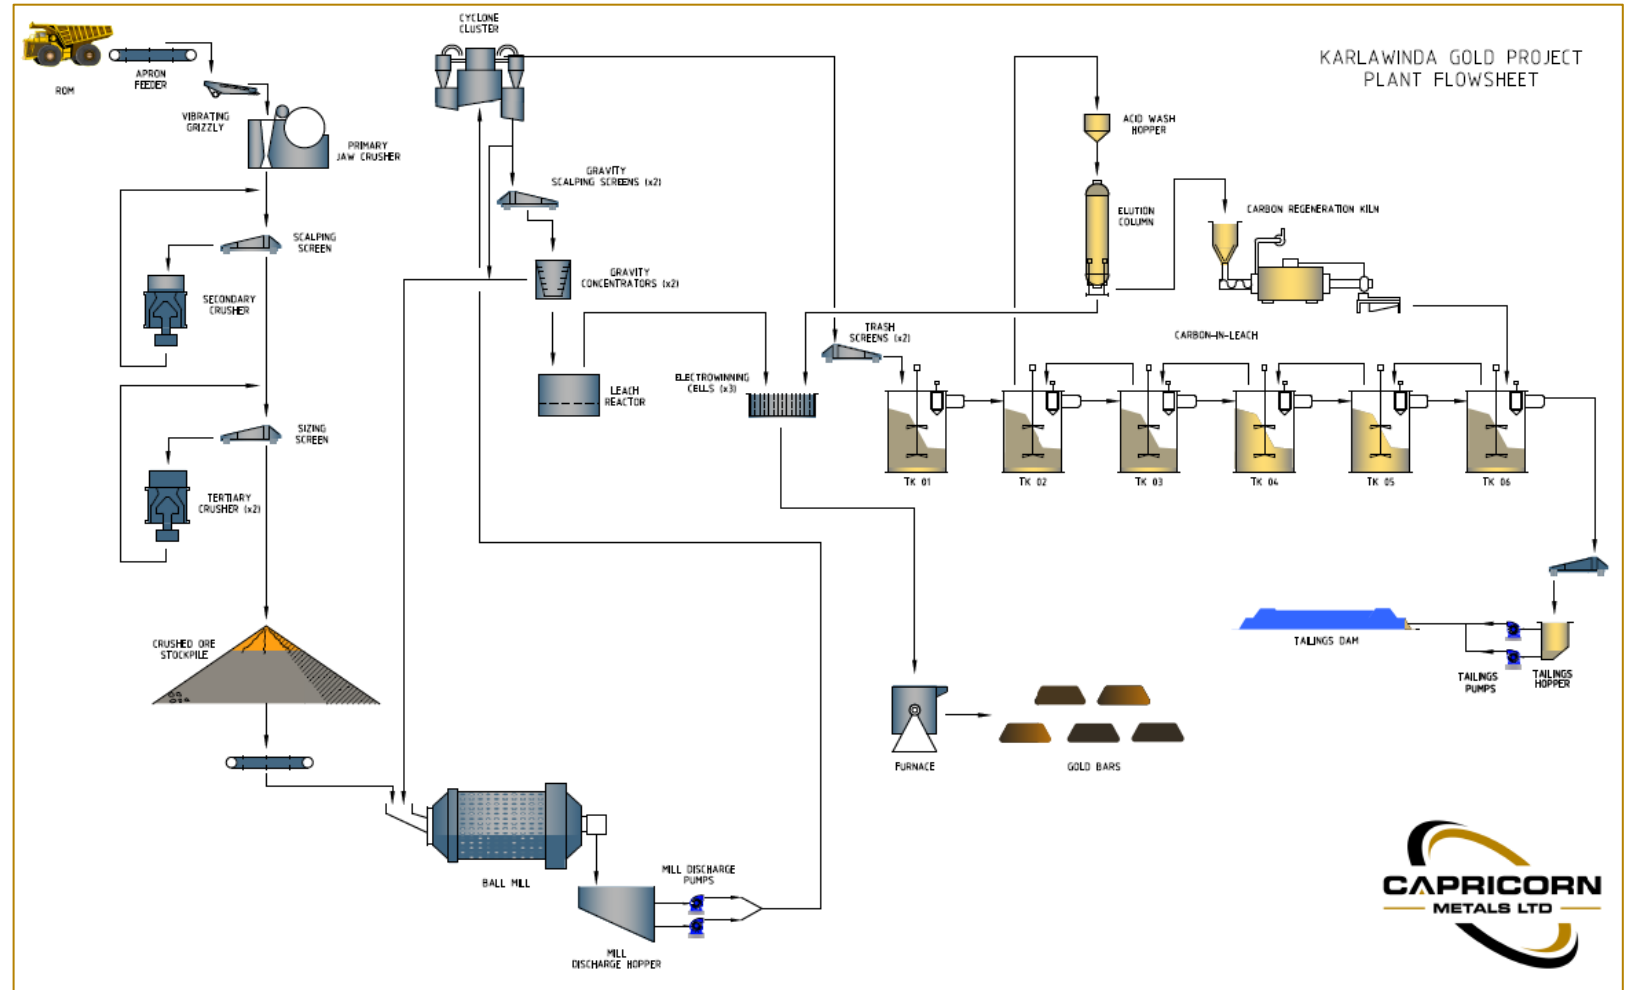 KARLAWINDA GOLD PROJECT
PLANT FLOWSHEET
ROM
APRON
FEEDER
VIBRATING
GRIZZLY
PRIMARY
JAW CRUSHER
SCALPING
SCREEN
SECONDARY
CRUSHER
SIZING
SCREEN
TERTIARY
CRUSHER (x2)
CRUSHED ORE
STOCKPILE
CYCLONE
CLUSTER
GRAVITY
SCALPING SCREENS (x2)
GRAVITY
CONCENTRATORS (x2)
LEACH
REACTOR
ELECTROWINNING
CELLS (x3)
TRASH
SCREENS (x2)
ACID WASH
HOPPER
ELUTION
COLUMN
CARBON REGENERATION KILN
CARBON-IN-LEACH
TK 01
TK 02
TK 03
TK 04
TK 05
TK 06
TAILINGS DAM
TAILINGS
PUMPS
TAILINGS
HOPPER
FURNACE
GOLD BARS
BALL MILL
MILL DISCHARGE
PUMPS
MILL
DISCHARGE HOPPER
CAPRICORN
METALS LTD